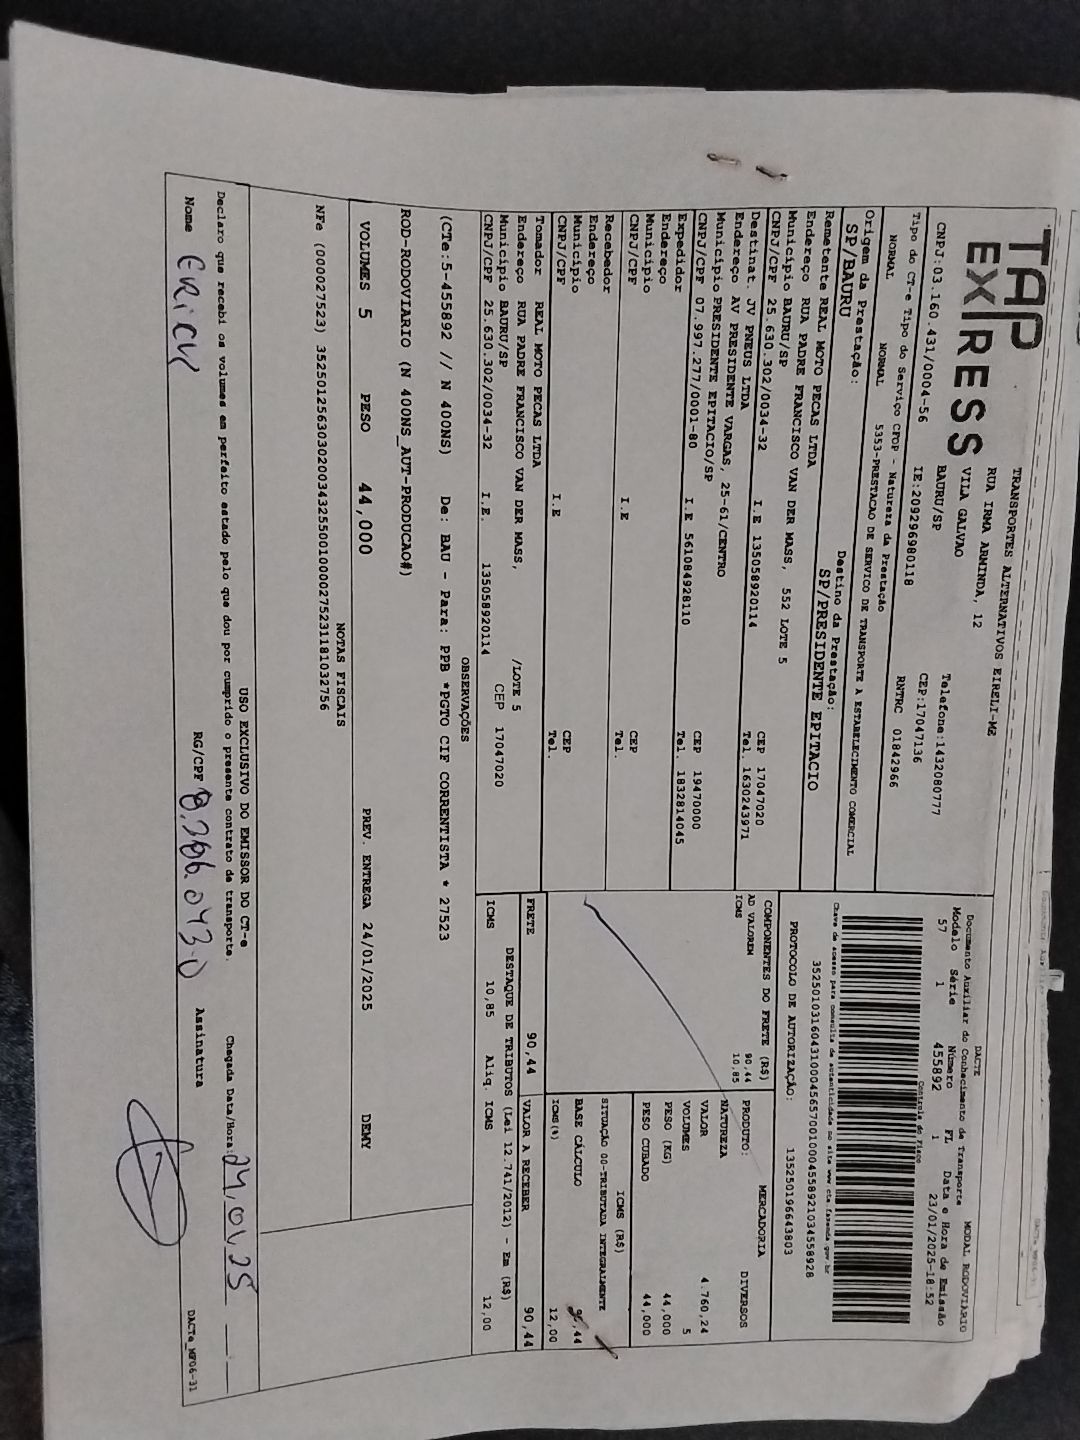 TAP EXPRESS
TRANSPORTES ALTERNATIVOS EIRELI-ME
RUA IRMA ARMINDA, 12
VILA GALVAO
BAURU/SP
Telefone:1432080777
CEP:17047136
CNPJ:03.160.431/0004-56 IE:209296980118
Tipo do CT-e Tipo do Serviço CFOP - Natureza da Prestação RNTRC 01842966
NORMAL NORMAL 5353-PRESTACAO DE SERVICO DE TRANSPORTE A ESTABELECIMENTO COMERCIAL
Origem da Prestação: Destino da Prestação:
SP/BAURU SP/PRESIDENTE EPITACIO
Remetente REAL MOTO PECAS LTDA
Endereço RUA PADRE FRANCISCO VAN DER MASS, 552 LOTE 5
Município BAURU/SP CEP 17047020
CNPJ/CPF 25.630.302/0034-32 I.E 135058920114 Tel. 1630243971
Destinat. JV PNEUS LTDA
Endereço AV PRESIDENTE VARGAS, 25-61/CENTRO
Município PRESIDENTE EPITACIO/SP CEP 19470000
CNPJ/CPF 07.997.277/0001-80 I.E 561084928110 Tel. 1832814045
Expedidor
Endereço
Município CEP
CNPJ/CPF I.E Tel.
Recebedor
Endereço
Município CEP
CNPJ/CPF I.E Tel.
Tomador REAL MOTO PECAS LTDA
Endereço RUA PADRE FRANCISCO VAN DER MASS, /LOTE 5
Município BAURU/SP CEP 17047020
CNPJ/CPF 25.630.302/0034-32 I.E. 135058920114
DACTE MODAL RODOVIARIO
Documento Auxiliar do Conhecimento de Transporte
Modelo Série Número FL Data e Hora de Emissão
57 1 455892 1 23/01/2025-18:52
Controle do Fisco
Chave de acesso para consulta de autenticidade no site www.cte.fazenda.gov.br
PROTOCOLO DE AUTORIZAÇÃO: 135250196643803
COMPONENTES DO FRETE (R$)
AD VALOREM 90,44
ICMS 10,85
PRODUTO: MERCADORIA
NATUREZA DIVERSOS
VALOR 4.760,24
VOLUMES 5
PESO (KG) 44,000
PESO CUBADO 44,000
ICMS (R$)
SITUAÇÃO 00-TRIBUTADA INTEGRALMENTE
BASE CÁLCULO
ICMS(%) 12,00
FRETE 90,44 VALOR A RECEBER 90,44
DESTAQUE DE TRIBUTOS (Lei 12.741/2012) - Em (R$)
ICMS 10,85 Aliq. ICMS 12,00
OBSERVAÇÕES
(CTe:5-455892 // N 400NS) De: BAU - Para: PPB *PGTO CIF CORRENTISTA * 27523
ROD-RODOVIARIO (N 400NS_AUT-PRODUCAO#)
VOLUMES 5 PESO 44,000 PREV. ENTREGA 24/01/2025 DEMY
NOTAS FISCAIS
NFe (000027523)
USO EXCLUSIVO DO EMISSOR DO CT-e
Declaro que recebi os volumes em perfeito estado pelo que dou por cumprido o presente contrato de transporte. Chegada Data/Hora: 24.01.25
Nome Erick RG/CPF 8.266.043-0 Assinatura
DACTe_MF06-31